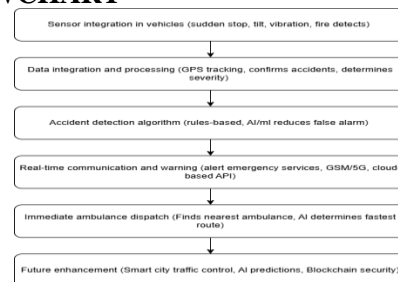 Sensor integration in vehicles (sudden stop, tilt, vibration, fire detects)
Data integration and processing (GPS tracking, confirms accidents, determines
severity)
Accident detection algorithm (rules-based, AI/ml reduces false alarm)
Real-time communication and warning (alert emergency services, GSM/5G, cloud-
based API)
Immediate ambulance dispatch (Finds nearest ambulance, AI determines fastest
route)
Future enhancement (Smart city traffic control, AI predictions, Blockchain security)